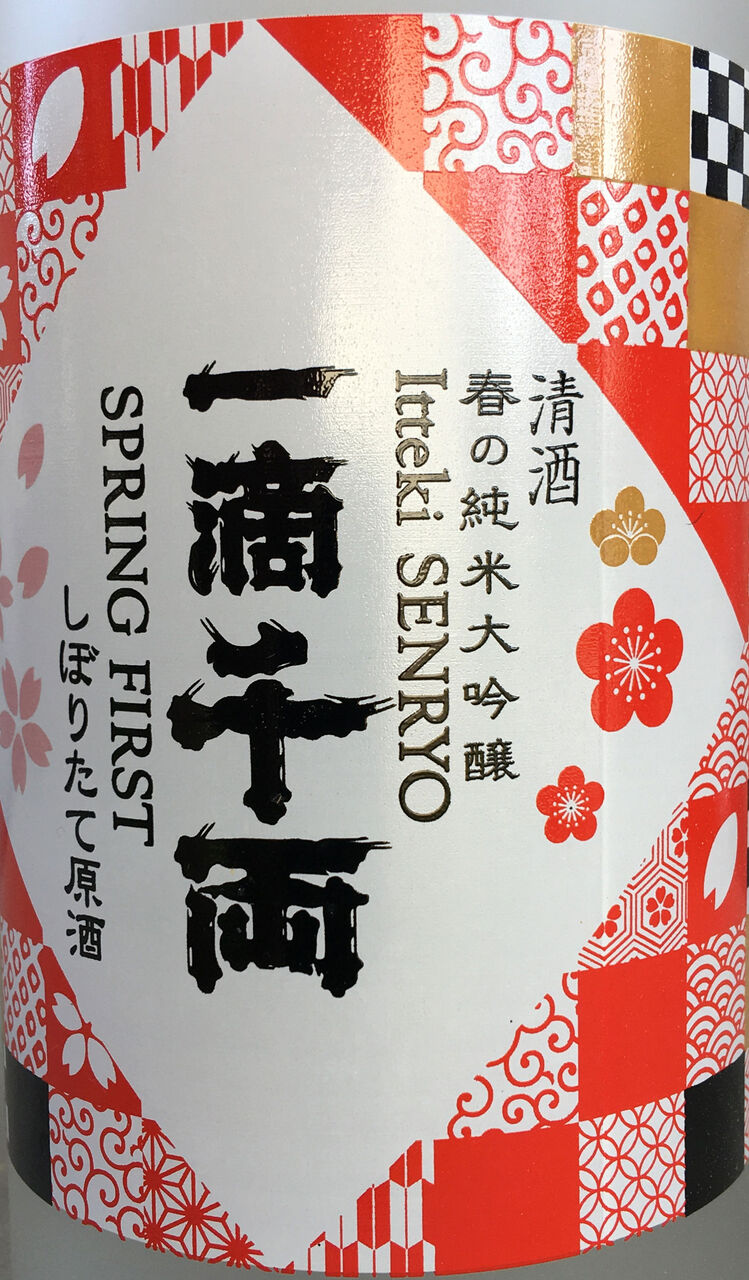 清酒
春の純米大吟醸
Itteki SENRYO
一滴千両
SPRING FIRST
しぼりたて原酒